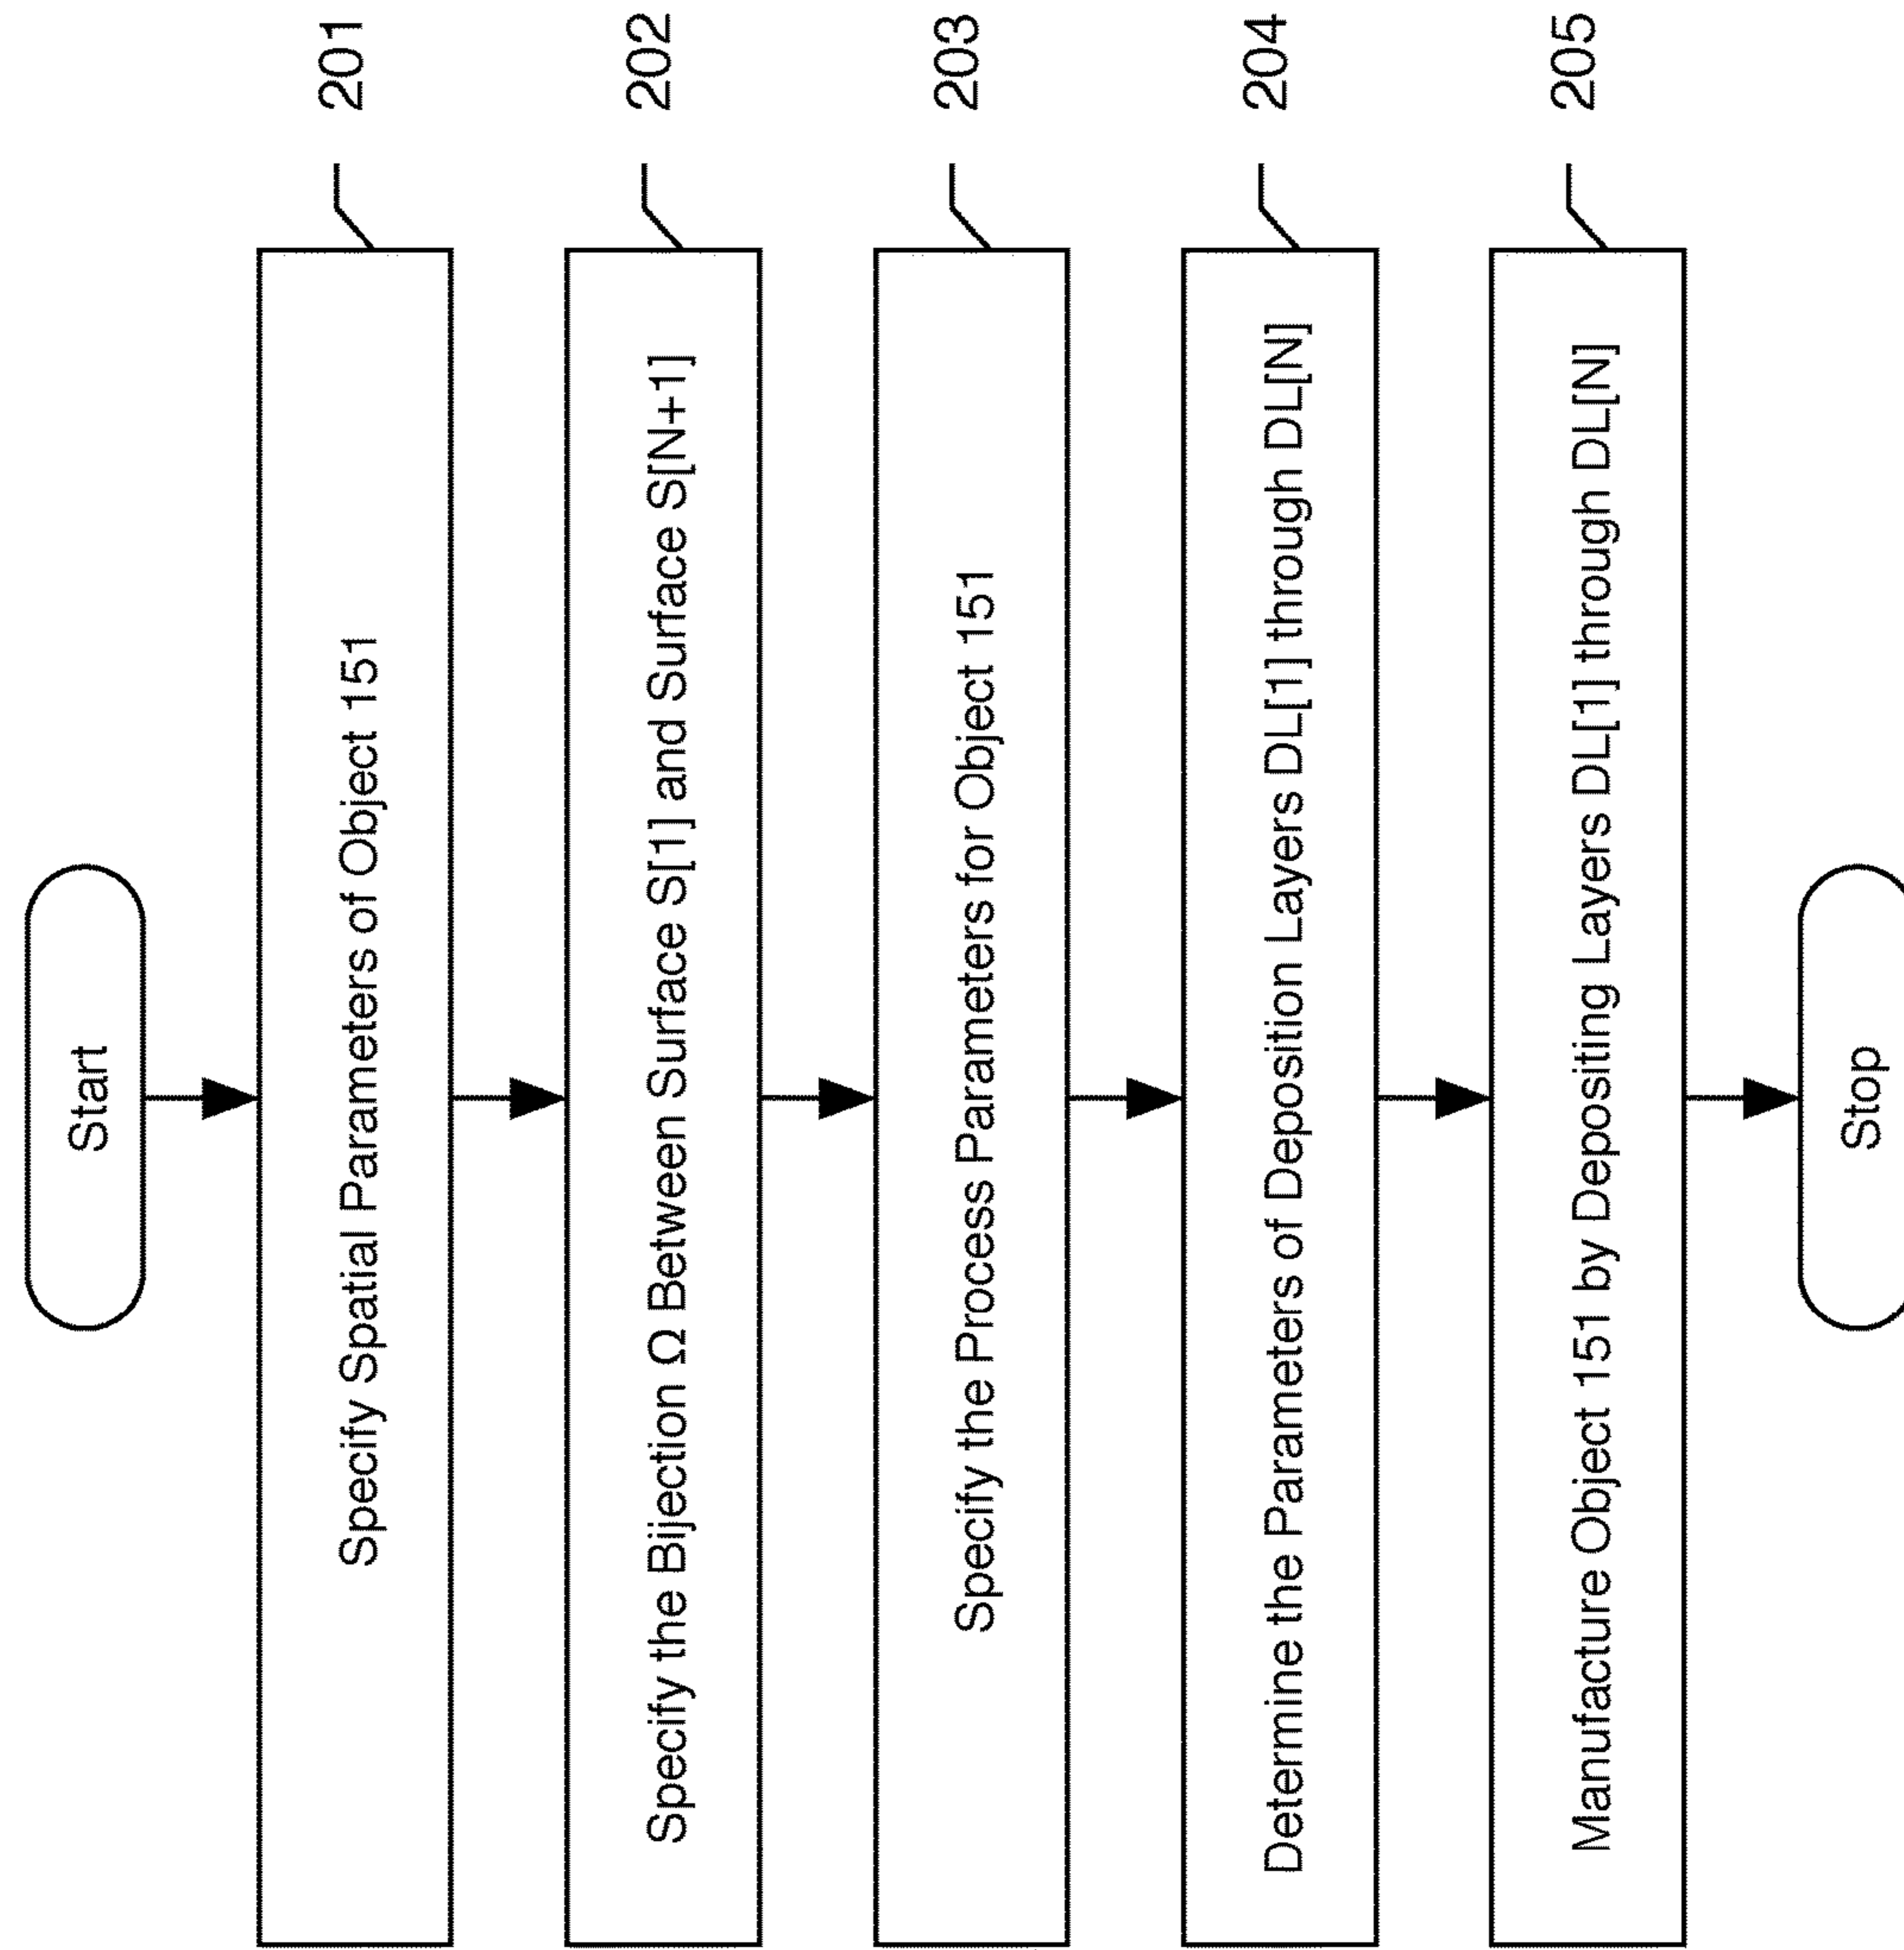 Start
Specify Spatial Parameters of Object 151
201
Specify the Bijection Ω Between Surface S[1] and Surface S[N+1]
202
Specify the Process Parameters for Object 151
203
Determine the Parameters of Deposition Layers DL[1] through DL[N]
204
Manufacture Object 151 by Depositing Layers DL[1] through DL[N]
205
Stop